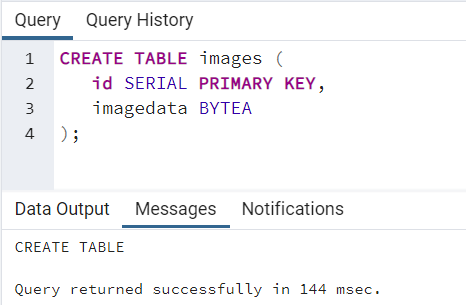 Query Query History
1 CREATE TABLE images (
2 id SERIAL PRIMARY KEY,
3 imagedata BYTEA
4 );
Data Output Messages Notifications
CREATE TABLE
Query returned successfully in 144 msec.